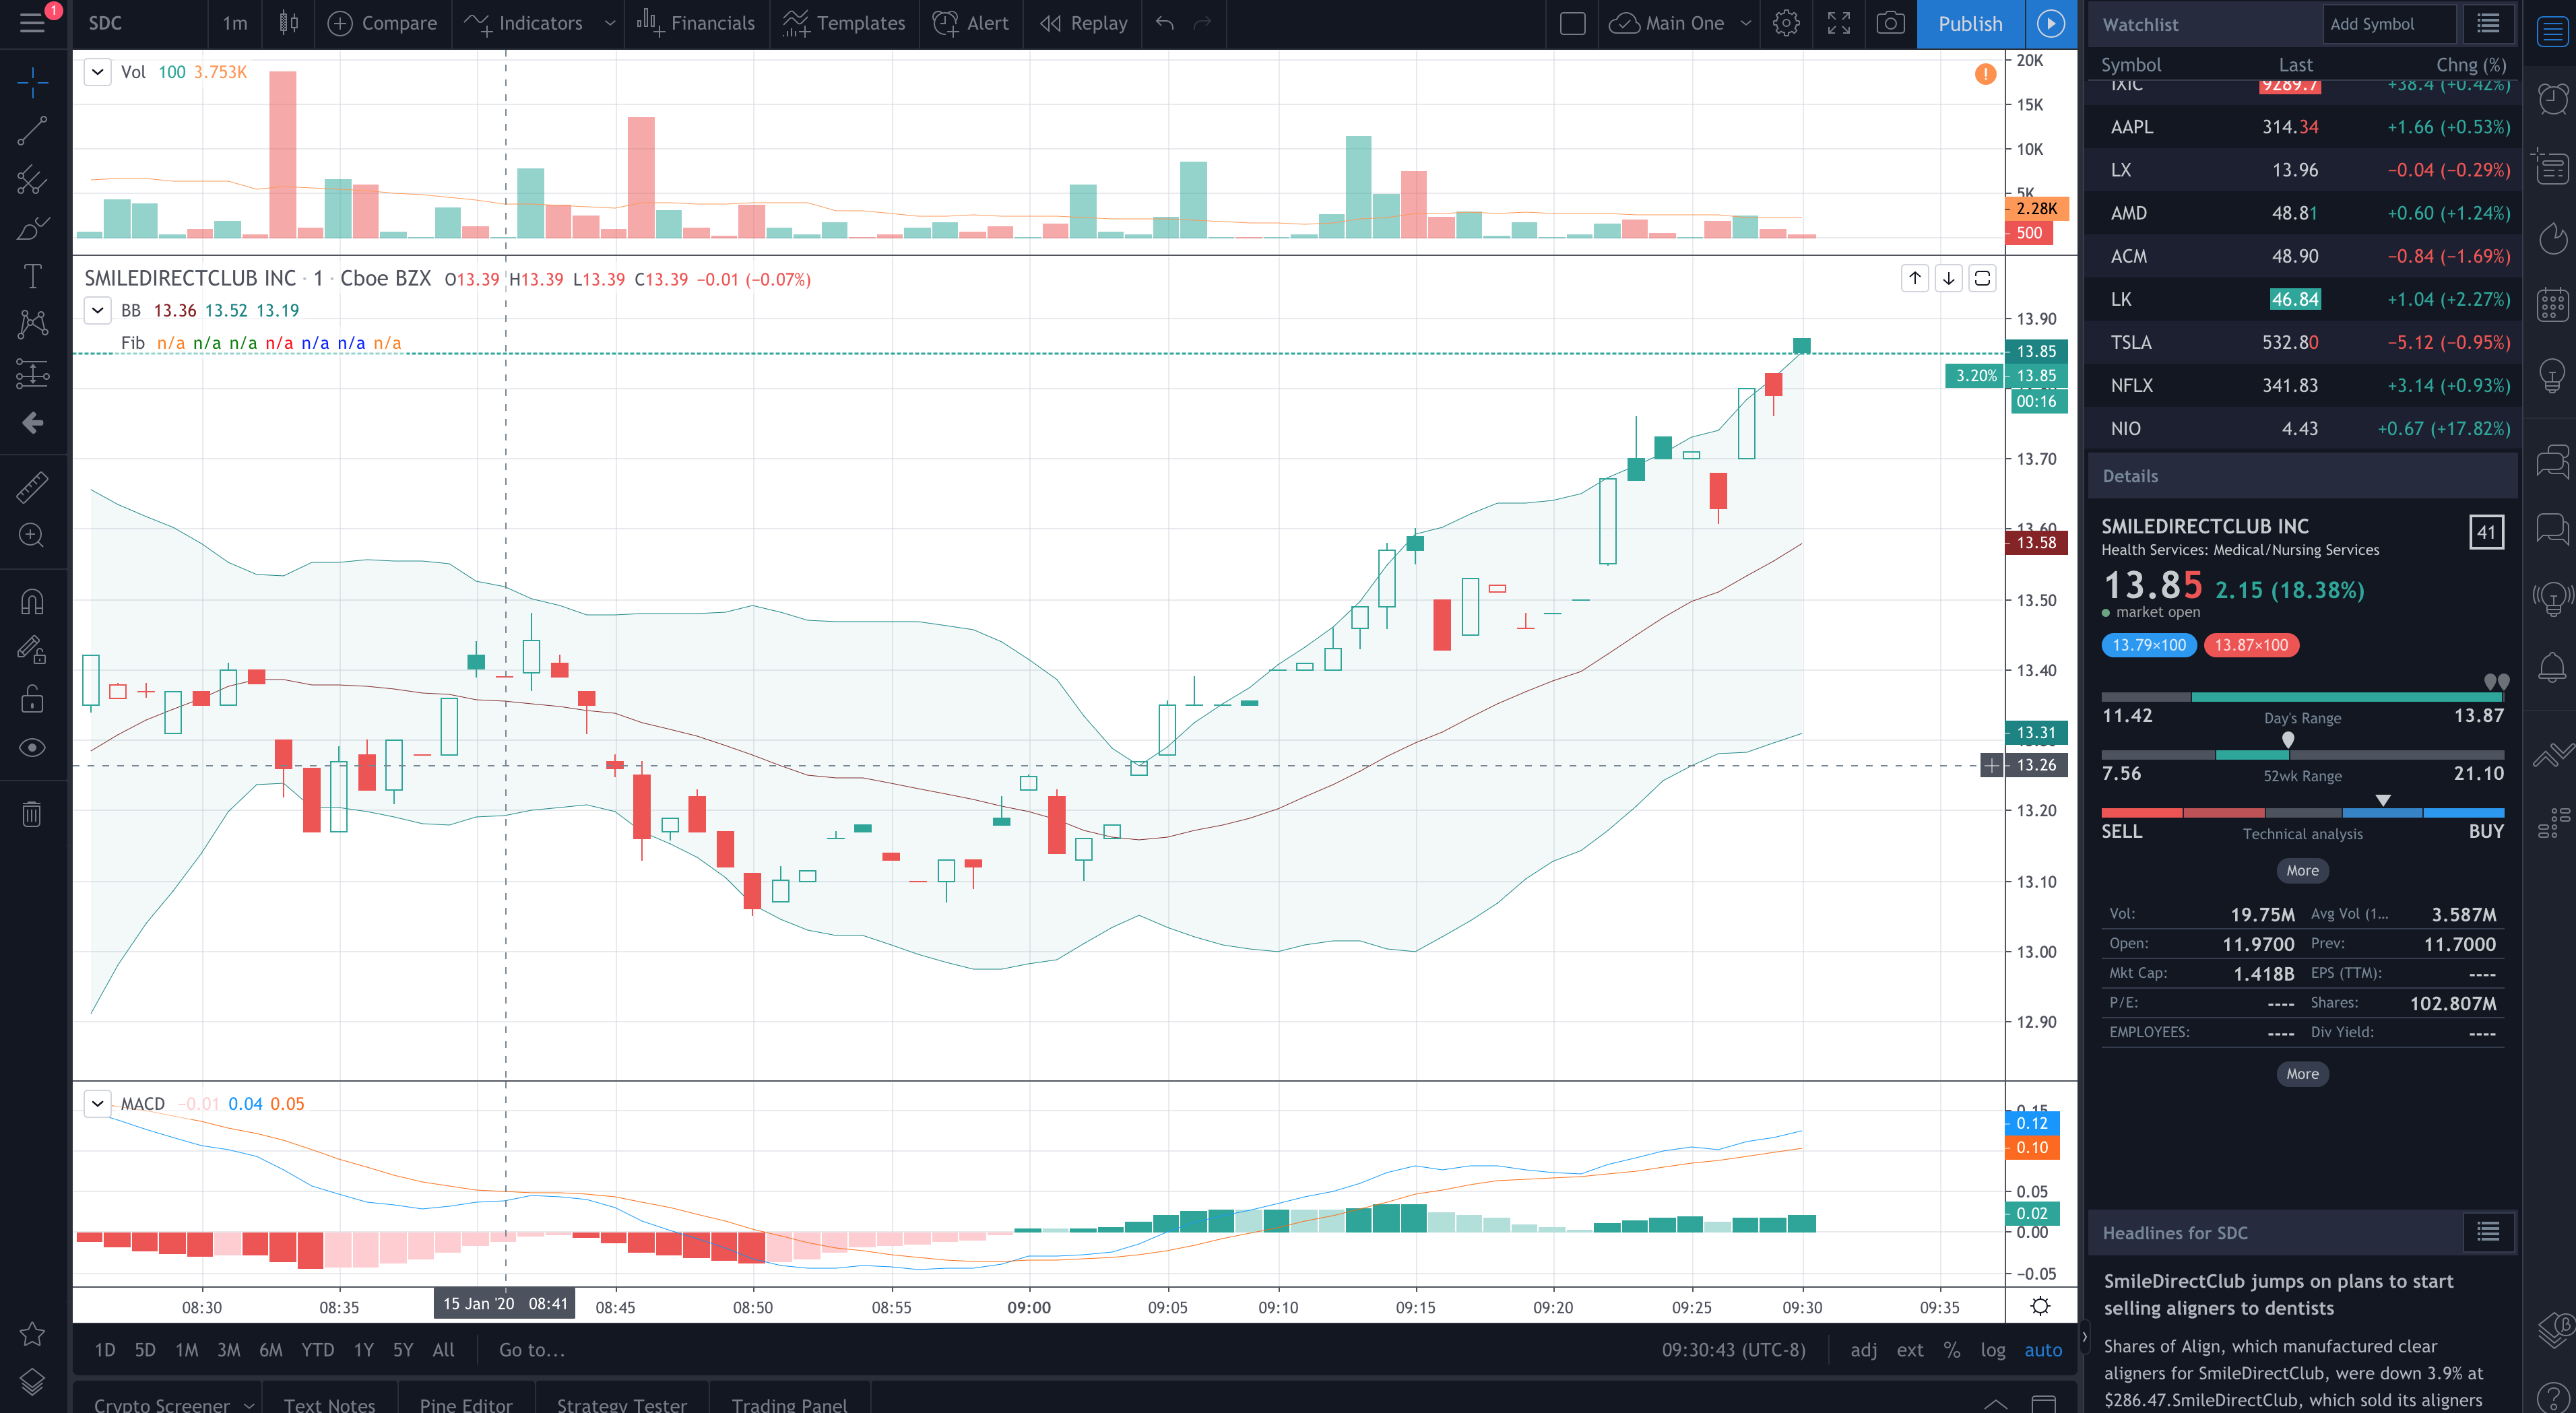 1
SDC 1m Compare Indicators Financials Templates Alert Replay Main One Publish
Vol 100 3.753K
20K
15K
10K
5K
2.28K
500
SMILEDIRECTCLUB INC · 1 · Cboe BZX O13.39 H13.39 L13.39 C13.39 −0.01 (−0.07%)
BB 13.36 13.52 13.19
Fib n/a n/a n/a n/a n/a n/a n/a
13.90
13.85
3.20% 13.85
00:16
13.70
13.60
13.58
13.50
13.40
13.31
13.26
13.20
13.10
13.00
12.90
MACD −0.01 0.04 0.05
0.15
0.12
0.10
0.05
0.02
0.00
−0.05
08:30 08:35 15 Jan '20 08:41 08:45 08:50 08:55 09:00 09:05 09:10 09:15 09:20 09:25 09:30 09:35
1D 5D 1M 3M 6M YTD 1Y 5Y All Go to... 09:30:43 (UTC-8) adj ext % log auto
Crypto Screener Text Notes Pine Editor Strategy Tester Trading Panel
Watchlist Add Symbol
Symbol Last Chng (%)
IXIC 9289.7 +38.4 (+0.42%)
AAPL 314.34 +1.66 (+0.53%)
LX 13.96 −0.04 (−0.29%)
AMD 48.81 +0.60 (+1.24%)
ACM 48.90 −0.84 (−1.69%)
LK 46.84 +1.04 (+2.27%)
TSLA 532.80 −5.12 (−0.95%)
NFLX 341.83 +3.14 (+0.93%)
NIO 4.43 +0.67 (+17.82%)
Details
SMILEDIRECTCLUB INC 41
Health Services: Medical/Nursing Services
13.85 2.15 (18.38%)
market open
13.79×100 13.87×100
11.42 Day's Range 13.87
7.56 52wk Range 21.10
SELL Technical analysis BUY
More
Vol: 19.75M Avg Vol (1... 3.587M
Open: 11.9700 Prev: 11.7000
Mkt Cap: 1.418B EPS (TTM): ----
P/E: ---- Shares: 102.807M
EMPLOYEES: ---- Div Yield: ----
More
Headlines for SDC
SmileDirectClub jumps on plans to start
selling aligners to dentists
Shares of Align, which manufactured clear
aligners for SmileDirectClub, were down 3.9% at
$286.47.SmileDirectClub, which sold its aligners